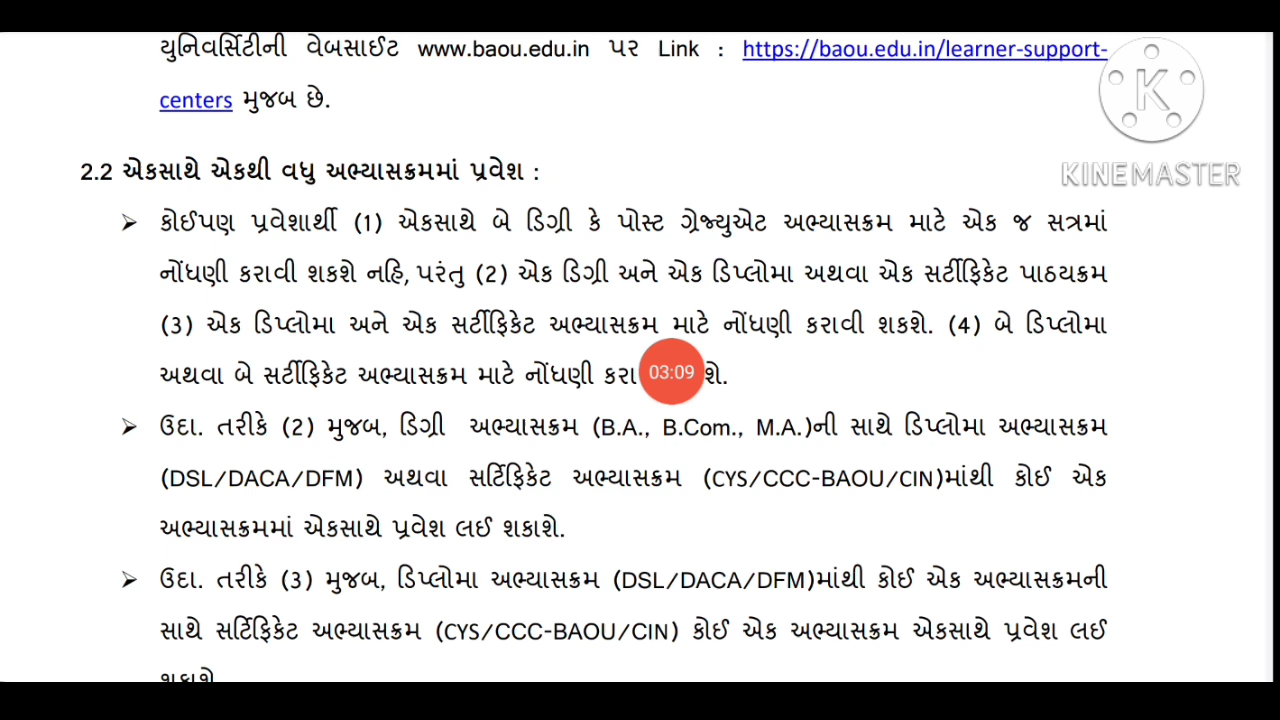 યુનિવર્સિટીની વેબસાઈટ www.baou.edu.in પર Link : https://baou.edu.in/learner-support-
centers મુજબ છે.
K
KINEMASTER
2.2 એકસાથે એકથી વધુ અભ્યાસક્રમમાં પ્રવેશ :
➢ કોઈપણ પ્રવેશાર્થી (1) એકસાથે બે ડિગ્રી કે પોસ્ટ ગ્રેજ્યુએટ અભ્યાસક્રમ માટે એક જ સત્રમાં
નોંધણી કરાવી શકશે નહિ, પરંતુ (2) એક ડિગ્રી અને એક ડિપ્લોમા અથવા એક સર્ટીફિકેટ પાઠયક્રમ
(3) એક ડિપ્લોમા અને એક સર્ટીફિકેટ અભ્યાસક્રમ માટે નોંધણી કરાવી શકશે. (4) બે ડિપ્લોમા
અથવા બે સર્ટીફિકેટ અભ્યાસક્રમ માટે નોંધણી કરા 03:09 શે.
➢ ઉદા. તરીકે (2) મુજબ, ડિગ્રી અભ્યાસક્રમ (B.A., B.Com., M.A.)ની સાથે ડિપ્લોમા અભ્યાસક્રમ
(DSL/DACA/DFM) અથવા સર્ટિફિકેટ અભ્યાસક્રમ (CYS/CCC-BAOU/CIN)માંથી કોઈ એક
અભ્યાસક્રમમાં એકસાથે પ્રવેશ લઈ શકાશે.
➢ ઉદા. તરીકે (3) મુજબ, ડિપ્લોમા અભ્યાસક્રમ (DSL/DACA/DFM)માંથી કોઈ એક અભ્યાસક્રમની
સાથે સર્ટિફિકેટ અભ્યાસક્રમ (CYS/CCC-BAOU/CIN) કોઈ એક અભ્યાસક્રમ એકસાથે પ્રવેશ લઈ